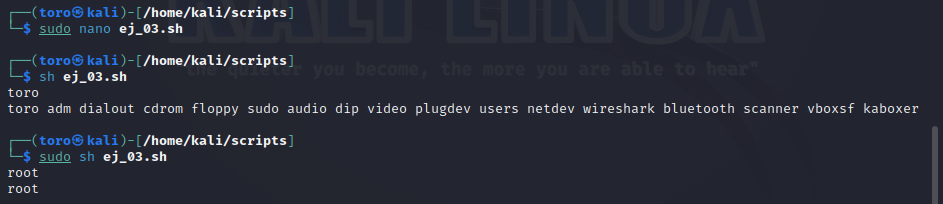 KALI LINUX
┌──(toro㉿kali)-[/home/kali/scripts]
└─$ sudo nano ej_03.sh
"the quieter you become, the more you are able to hear"
┌──(toro㉿kali)-[/home/kali/scripts]
└─$ sh ej_03.sh
toro
toro adm dialout cdrom floppy sudo audio dip video plugdev users netdev wireshark bluetooth scanner vboxsf kaboxer
┌──(toro㉿kali)-[/home/kali/scripts]
└─$ sudo sh ej_03.sh
root
root